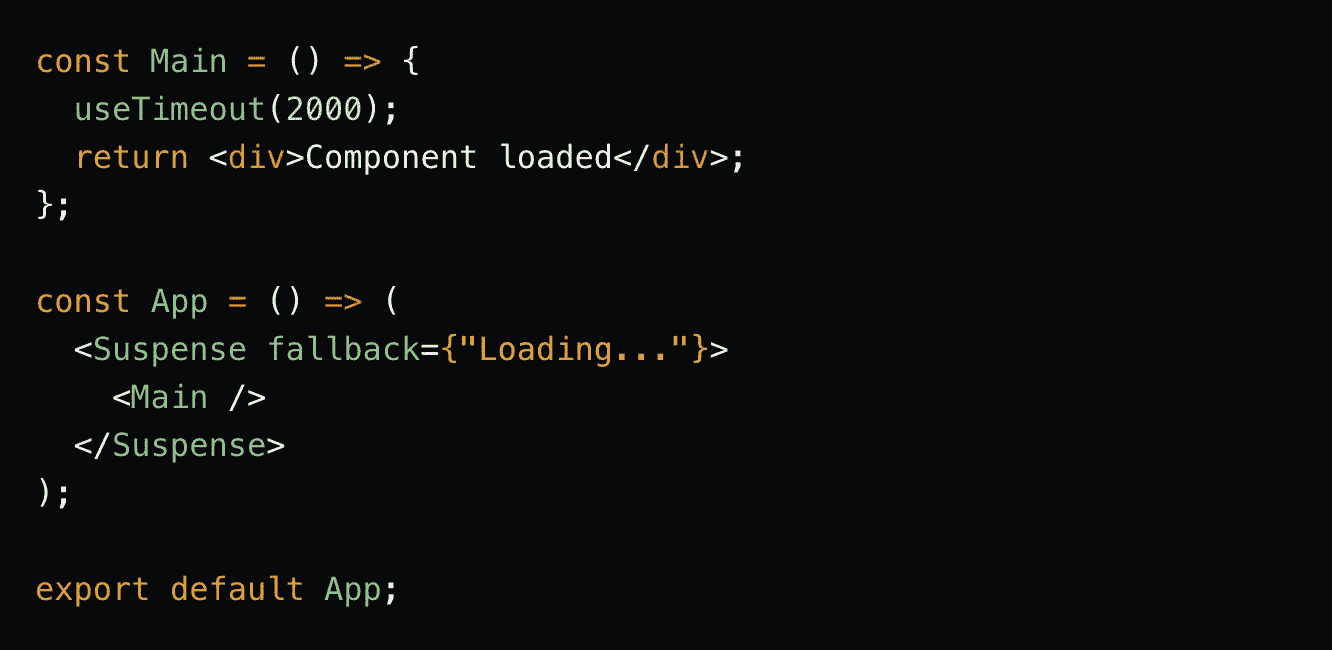 const Main = () => {
  useTimeout(2000);
  return <div>Component loaded</div>;
};

const App = () => (
  <Suspense fallback={"Loading..."}>
    <Main />
  </Suspense>
);

export default App;